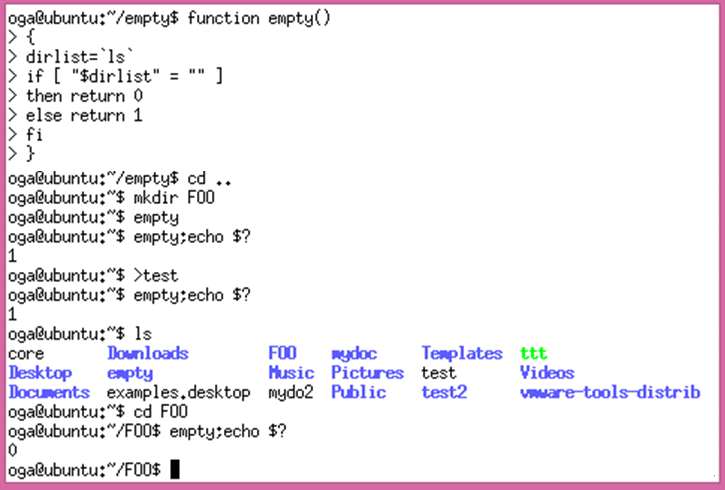 oga@ubuntu:~/empty$ function empty()
> {
> dirlist=`ls`
> if [ "$dirlist" = "" ]
> then return 0
> else return 1
> fi
> }
oga@ubuntu:~/empty$ cd ..
oga@ubuntu:~$ mkdir FOO
oga@ubuntu:~$ empty
oga@ubuntu:~$ empty;echo $?
1
oga@ubuntu:~$ >test
oga@ubuntu:~$ empty;echo $?
1
oga@ubuntu:~$ ls
core Downloads FOO mydoc Templates ttt
Desktop empty Music Pictures test Videos
Documents examples.desktop mydo2 Public test2 vmware-tools-distrib
oga@ubuntu:~$ cd FOO
oga@ubuntu:~/FOO$ empty;echo $?
0
oga@ubuntu:~/FOO$